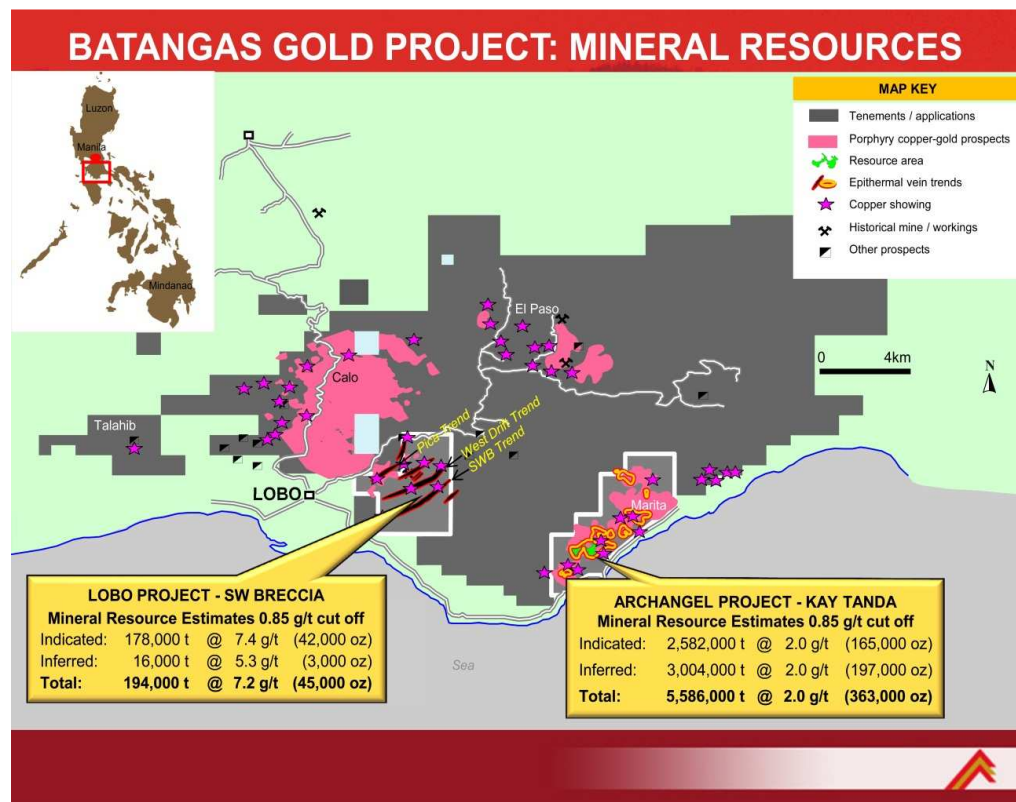 BATANGAS GOLD PROJECT: MINERAL RESOURCES
Luzon
Manila
Mindanao
MAP KEY
Tenements / applications
Porphyry copper-gold prospects
Resource area
Epithermal vein trends
Copper showing
Historical mine / workings
Other prospects
El Paso
0 4km
N
Calo
Talahib
Pica Trend
West Drift Trend
SWB Trend
LOBO
Marita
LOBO PROJECT - SW BRECCIA
Mineral Resource Estimates 0.85 g/t cut off
Indicated: 178,000 t @ 7.4 g/t (42,000 oz)
Inferred: 16,000 t @ 5.3 g/t (3,000 oz)
Total: 194,000 t @ 7.2 g/t (45,000 oz)
Sea
ARCHANGEL PROJECT - KAY TANDA
Mineral Resource Estimates 0.85 g/t cut off
Indicated: 2,582,000 t @ 2.0 g/t (165,000 oz)
Inferred: 3,004,000 t @ 2.0 g/t (197,000 oz)
Total: 5,586,000 t @ 2.0 g/t (363,000 oz)